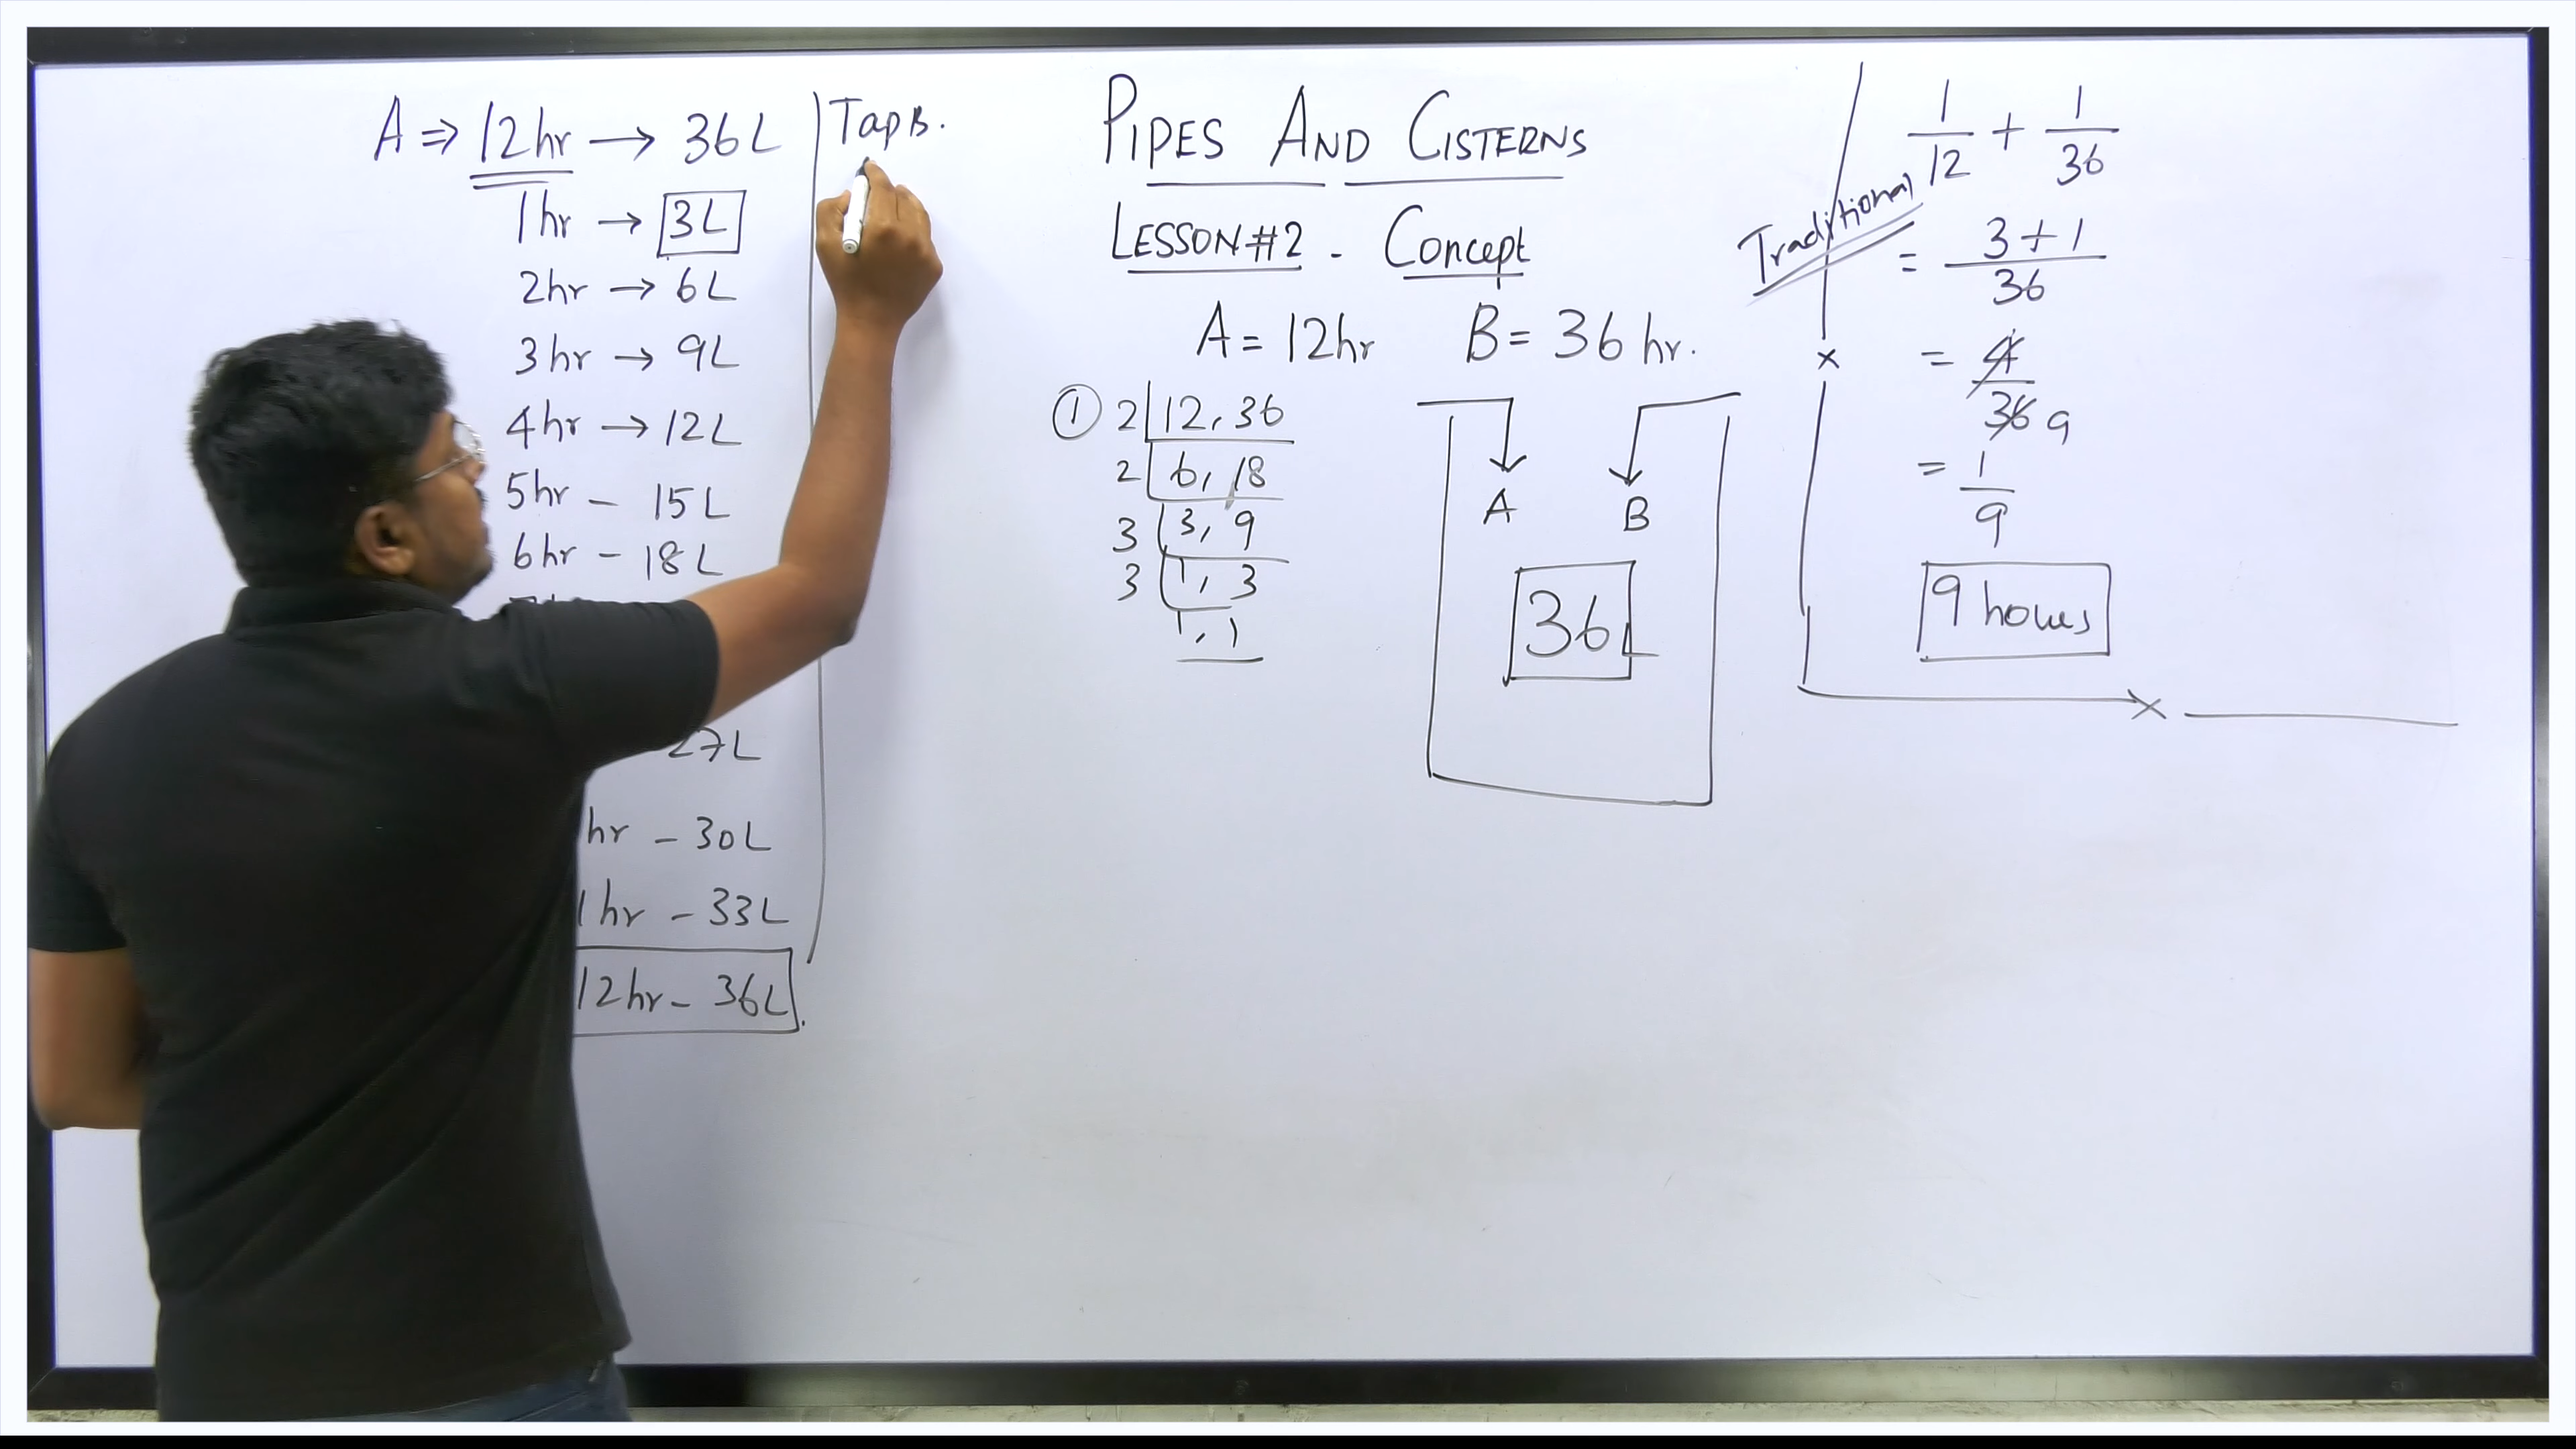 A ⇒ 12hr → 36L
1hr → 3L
2hr → 6L
3hr → 9L
4hr → 12L
5hr - 15L
6hr - 18L
27L
hr - 30L
1hr - 33L
12hr - 36L.
Tap B.
PIPES AND CISTERNS
LESSON#2 - Concept
A = 12hr B = 36 hr.
① 2 12, 36
2 6, 18
3 3, 9
3 1, 3
1, 1
A B
36L
Traditional
1/12 + 1/36
= 3+1/36
= 4/36 9
= 1/9
9 hours